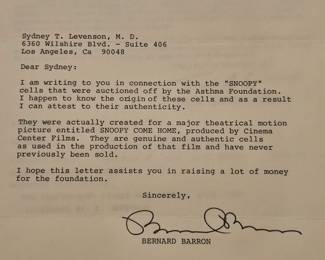 Sydney T. Levenson, M. D.
6360 Wilshire Blvd. - Suite 406
Los Angeles, Ca 90048
Dear Sydney:
I am writing to you in connection with the "SNOOPY"
cells that were auctioned off by the Asthma Foundation.
I happen to know the origin of these cells and as a result
I can attest to their authenticity.
They were actually created for a major theatrical motion
picture entitled SNOOPY COME HOME, produced by Cinema
Center Films. They are genuine and authentic cells
as used in the production of that film and have never
previously been sold.
I hope this letter assists you in raising a lot of money
for the foundation.
Sincerely,
BERNARD BARRON